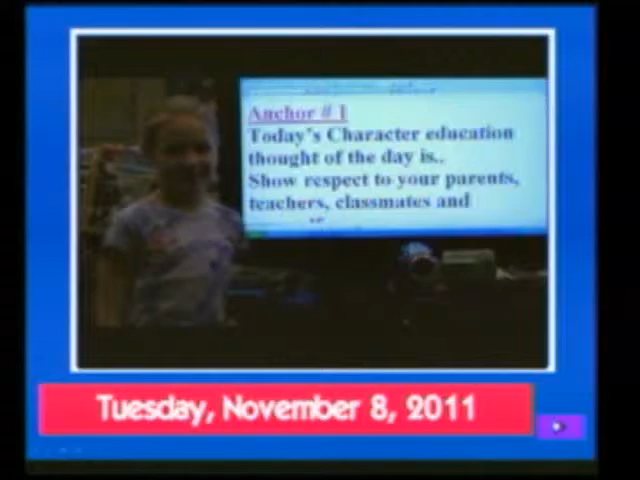 Anchor # 1
Today's Character education
thought of the day is..
Show respect to your parents,
teachers, classmates and
Tuesday, November 8, 2011